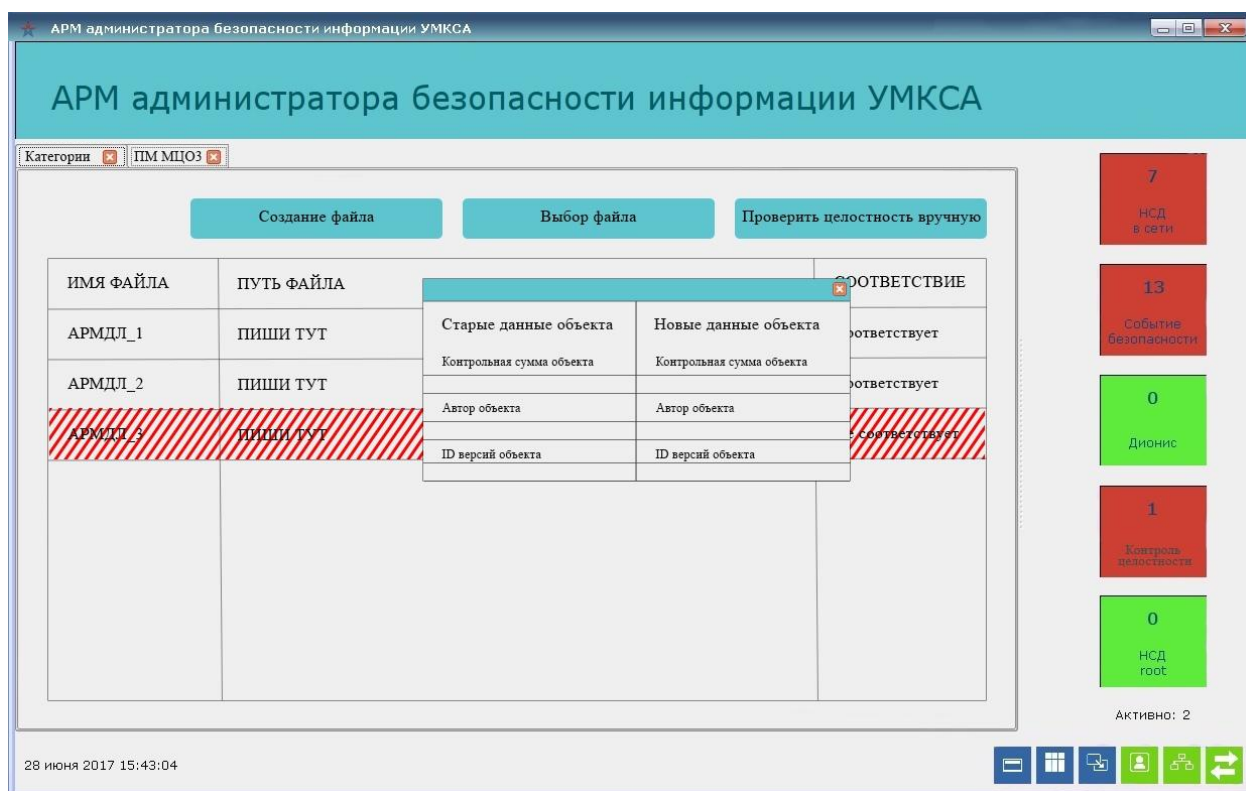 АРМ администратора безопасности информации УМКСА
АРМ администратора безопасности информации УМКСА
Категории
ПМ МЦОЗ
Создание файла
Выбор файла
Проверить целостность вручную
ИМЯ ФАЙЛА
ПУТЬ ФАЙЛА
СООТВЕТСТВИЕ
АРМДЛ_1
ПИШИ ТУТ
оответствует
АРМДЛ_2
ПИШИ ТУТ
оответствует
АРМДЛ_3
ПИШИ ТУТ
е соответствует
Старые данные объекта
Новые данные объекта
Контрольная сумма объекта
Контрольная сумма объекта
Автор объекта
Автор объекта
ID версий объекта
ID версий объекта
7
НСД
в сети
13
Событие
безопасности
0
Дионис
1
Контроль
целостности
0
НСД
root
Активно: 2
28 июня 2017 15:43:04